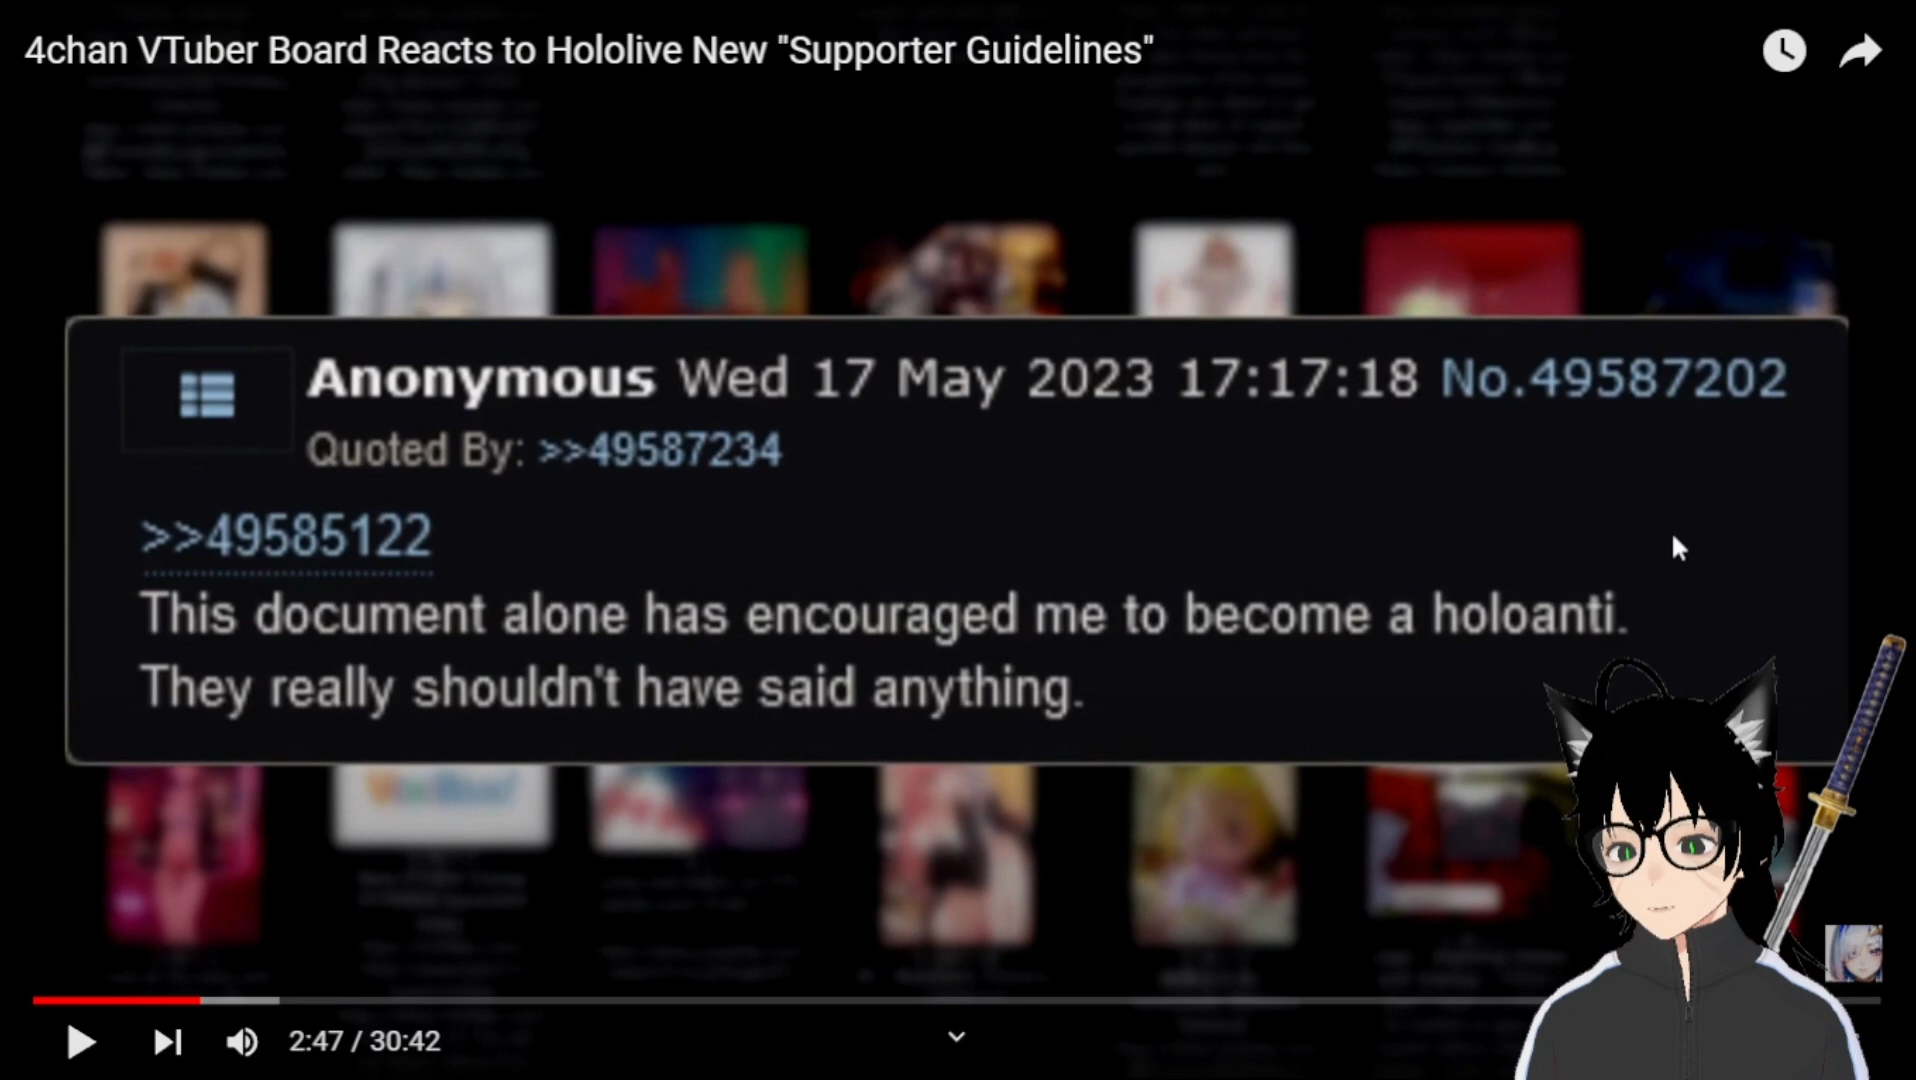 4chan VTuber Board Reacts to Hololive New "Supporter Guidelines"
Anonymous Wed 17 May 2023 17:17:18 No.49587202
Quoted By: >>49587234
>>49585122
This document alone has encouraged me to become a holoanti.
They really shouldn't have said anything.
2:47 / 30:42